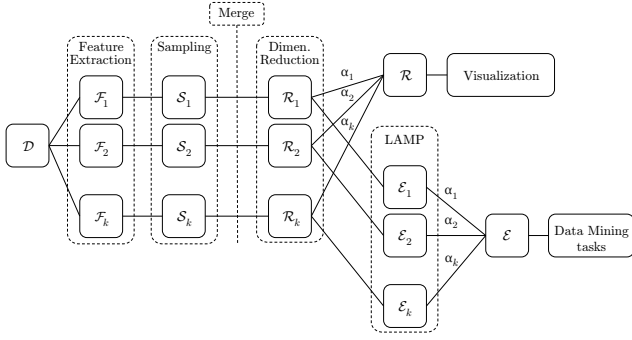 Merge
Feature
Extraction
Sampling
Dimen.
Reduction
𝓓
𝓕1
𝓕2
𝓕k
𝓢1
𝓢2
𝓢k
𝓡1
𝓡2
𝓡k
α1
α2
αk
𝓡
Visualization
LAMP
𝓔1
𝓔2
𝓔k
α1
α2
αk
𝓔
Data Mining
tasks